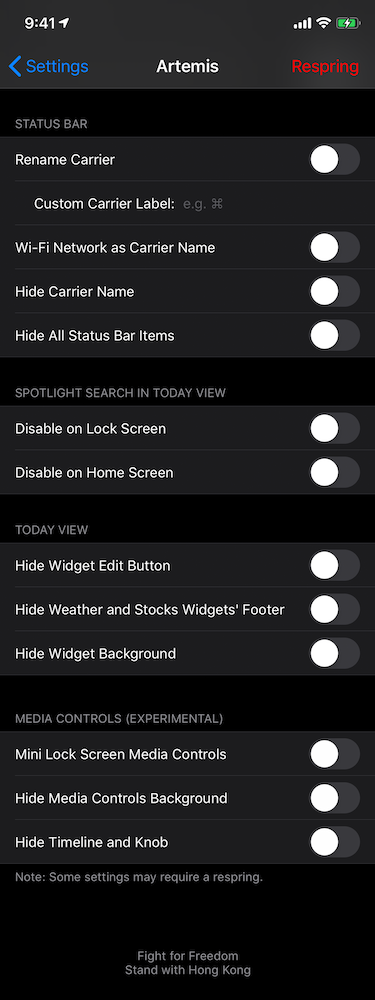 9:41
Settings
Artemis
Respring
STATUS BAR
Rename Carrier
Custom Carrier Label: e.g. ⌘
Wi-Fi Network as Carrier Name
Hide Carrier Name
Hide All Status Bar Items
SPOTLIGHT SEARCH IN TODAY VIEW
Disable on Lock Screen
Disable on Home Screen
TODAY VIEW
Hide Widget Edit Button
Hide Weather and Stocks Widgets' Footer
Hide Widget Background
MEDIA CONTROLS (EXPERIMENTAL)
Mini Lock Screen Media Controls
Hide Media Controls Background
Hide Timeline and Knob
Note: Some settings may require a respring.
Fight for Freedom
Stand with Hong Kong